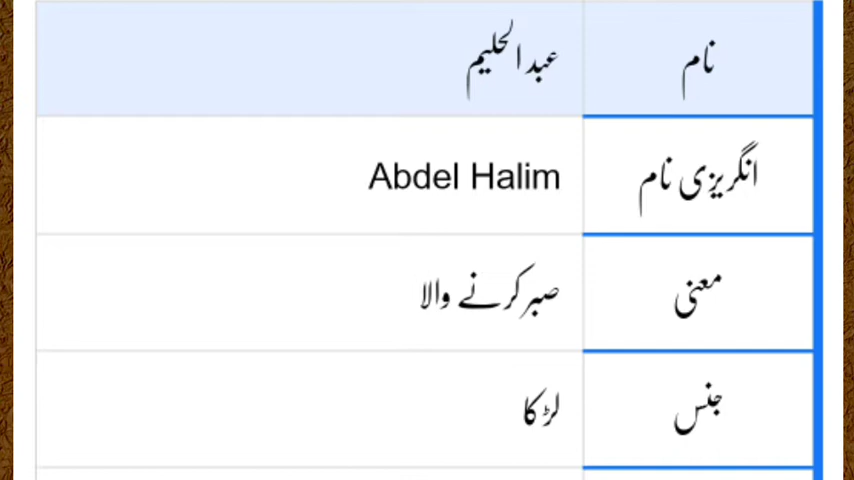 نام عبدالحلیم
انگریزی نام Abdel Halim
معنی صبر کرنے والا
جنس لڑکا